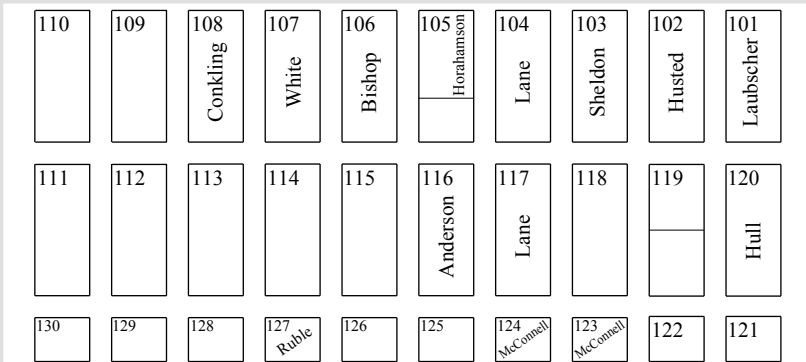 110 109 108 107 106 105 104 103 102 101
Conkling White Bishop Horahamson Lane Sheldon Husted Laubscher
111 112 113 114 115 116 117 118 119 120
Anderson Lane Hull
130 129 128 127 126 125 124 123 122 121
Ruble McConnell McConnell